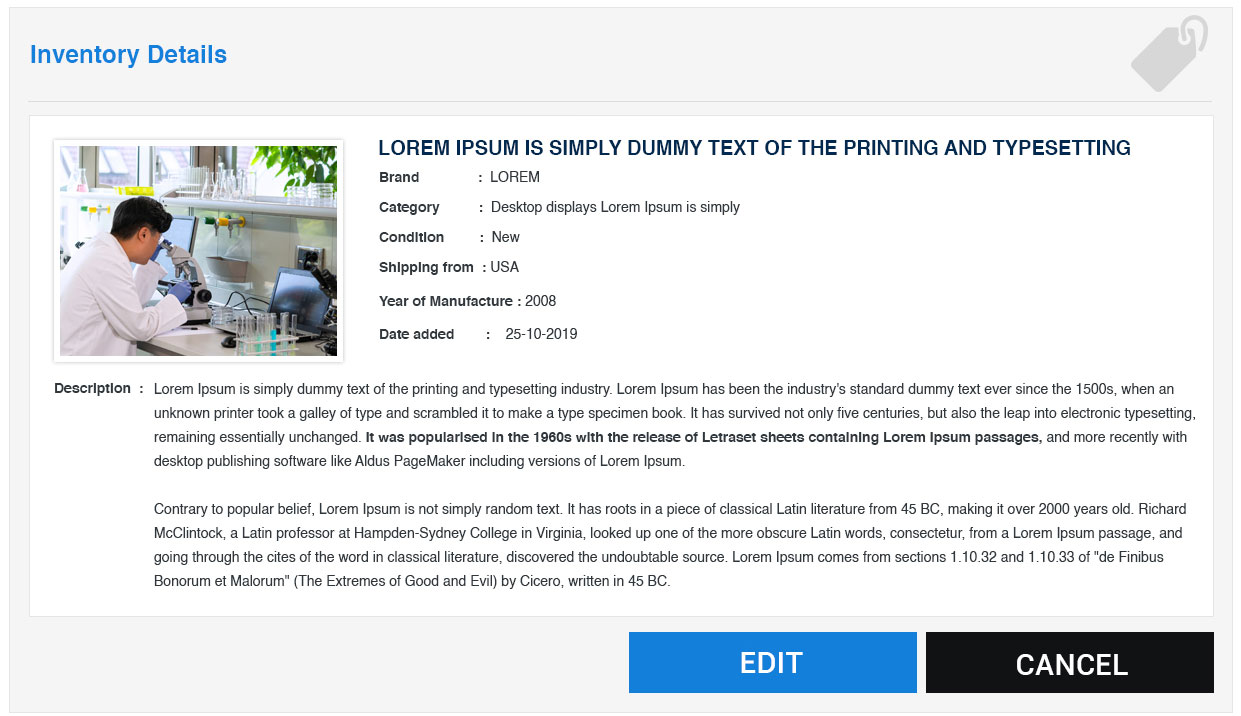 Inventory Details
LOREM IPSUM IS SIMPLY DUMMY TEXT OF THE PRINTING AND TYPESETTING
Brand : LOREM
Category : Desktop displays Lorem Ipsum is simply
Condition : New
Shipping from : USA
Year of Manufacture : 2008
Date added : 25-10-2019
Description : Lorem Ipsum is simply dummy text of the printing and typesetting industry. Lorem Ipsum has been the industry's standard dummy text ever since the 1500s, when an
unknown printer took a galley of type and scrambled it to make a type specimen book. It has survived not only five centuries, but also the leap into electronic typesetting,
remaining essentially unchanged. It was popularised in the 1960s with the release of Letraset sheets containing Lorem Ipsum passages, and more recently with
desktop publishing software like Aldus PageMaker including versions of Lorem Ipsum.
Contrary to popular belief, Lorem Ipsum is not simply random text. It has roots in a piece of classical Latin literature from 45 BC, making it over 2000 years old. Richard
McClintock, a Latin professor at Hampden-Sydney College in Virginia, looked up one of the more obscure Latin words, consectetur, from a Lorem Ipsum passage, and
going through the cites of the word in classical literature, discovered the undoubtable source. Lorem Ipsum comes from sections 1.10.32 and 1.10.33 of "de Finibus
Bonorum et Malorum" (The Extremes of Good and Evil) by Cicero, written in 45 BC.
EDIT
CANCEL